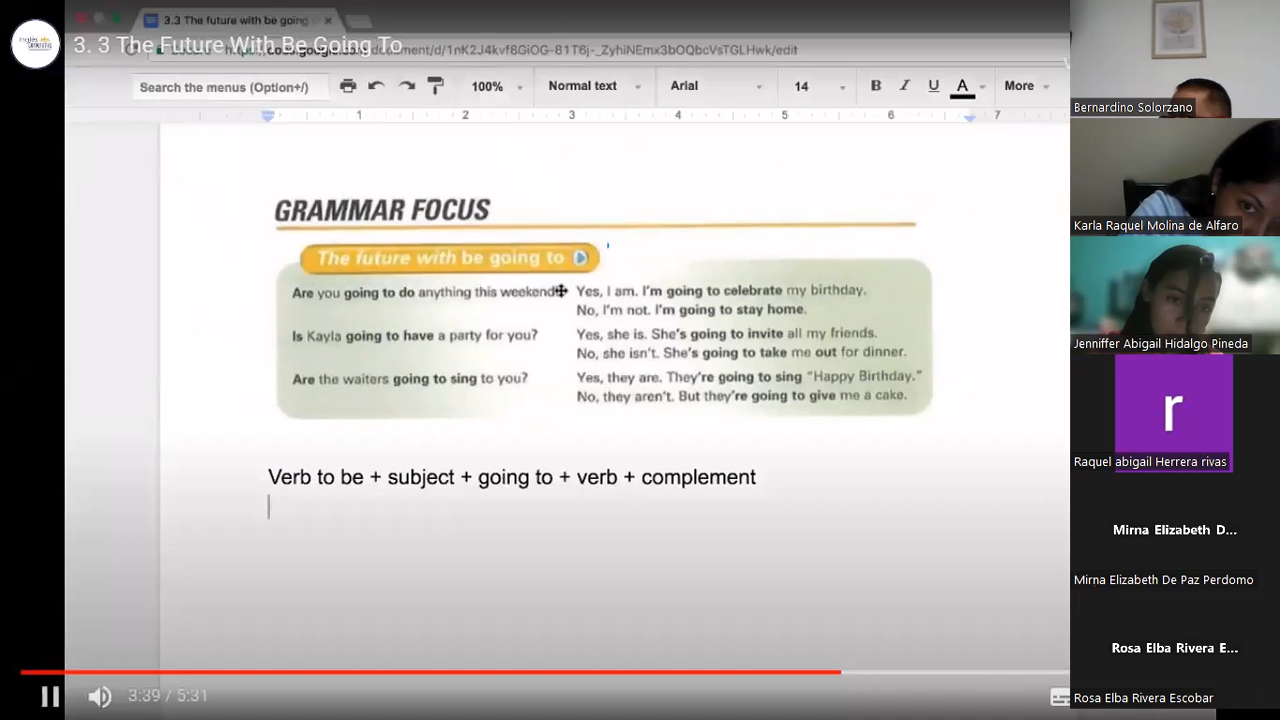 3.3 The future with be going
3. 3 The Future With Be Going To
Search the menus (Option+/)
100%
Normal text
Arial
14
B
I
U
A
More
1
2
3
4
5
6
7
GRAMMAR FOCUS
The future with be going to
Are you going to do anything this weekend
Yes, I am. I'm going to celebrate my birthday.
No, I'm not. I'm going to stay home.
Is Kayla going to have a party for you?
Yes, she is. She's going to invite all my friends.
No, she isn't. She's going to take me out for dinner.
Are the waiters going to sing to you?
Yes, they are. They're going to sing "Happy Birthday."
No, they aren't. But they're going to give me a cake.
Verb to be + subject + going to + verb + complement
3:39 / 5:31
Bernardino Solorzano
Karla Raquel Molina de Alfaro
Jenniffer Abigail Hidalgo Pineda
r
Raquel abigail Herrera rivas
Mirna Elizabeth D...
Mirna Elizabeth De Paz Perdomo
Rosa Elba Rivera E...
Rosa Elba Rivera Escobar